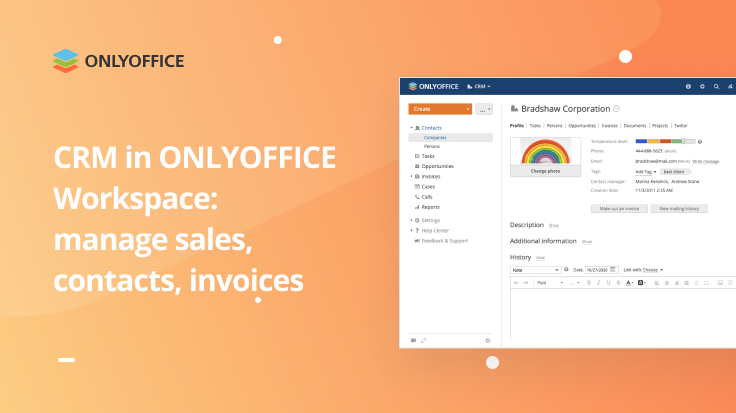 ONLYOFFICE
CRM in ONLYOFFICE
Workspace:
manage sales,
contacts, invoices
ONLYOFFICE CRM
Create ...
Contacts
Companies
Persons
Tasks
Opportunities
Invoices
Cases
Calls
Reports
Settings
Help Center
Feedback & Support
Bradshaw Corporation
Profile Tasks Persons Opportunities Invoices Documents Projects Twitter
Change photo
Temperature level:
Phone: 444-888-5623 (Work)
Email: bradshaw@mail.com (Work) Write message
Tags: Add Tag best client
Contact manager: Marina Kendrick, Andrew Stone
Creation date: 11/3/2011 2:35 AM
Make out an invoice View mailing history
Description Show
Additional information Show
History Hide
Note Date: 10/27/2020 Link with: Choose
Font ... B I U S A A